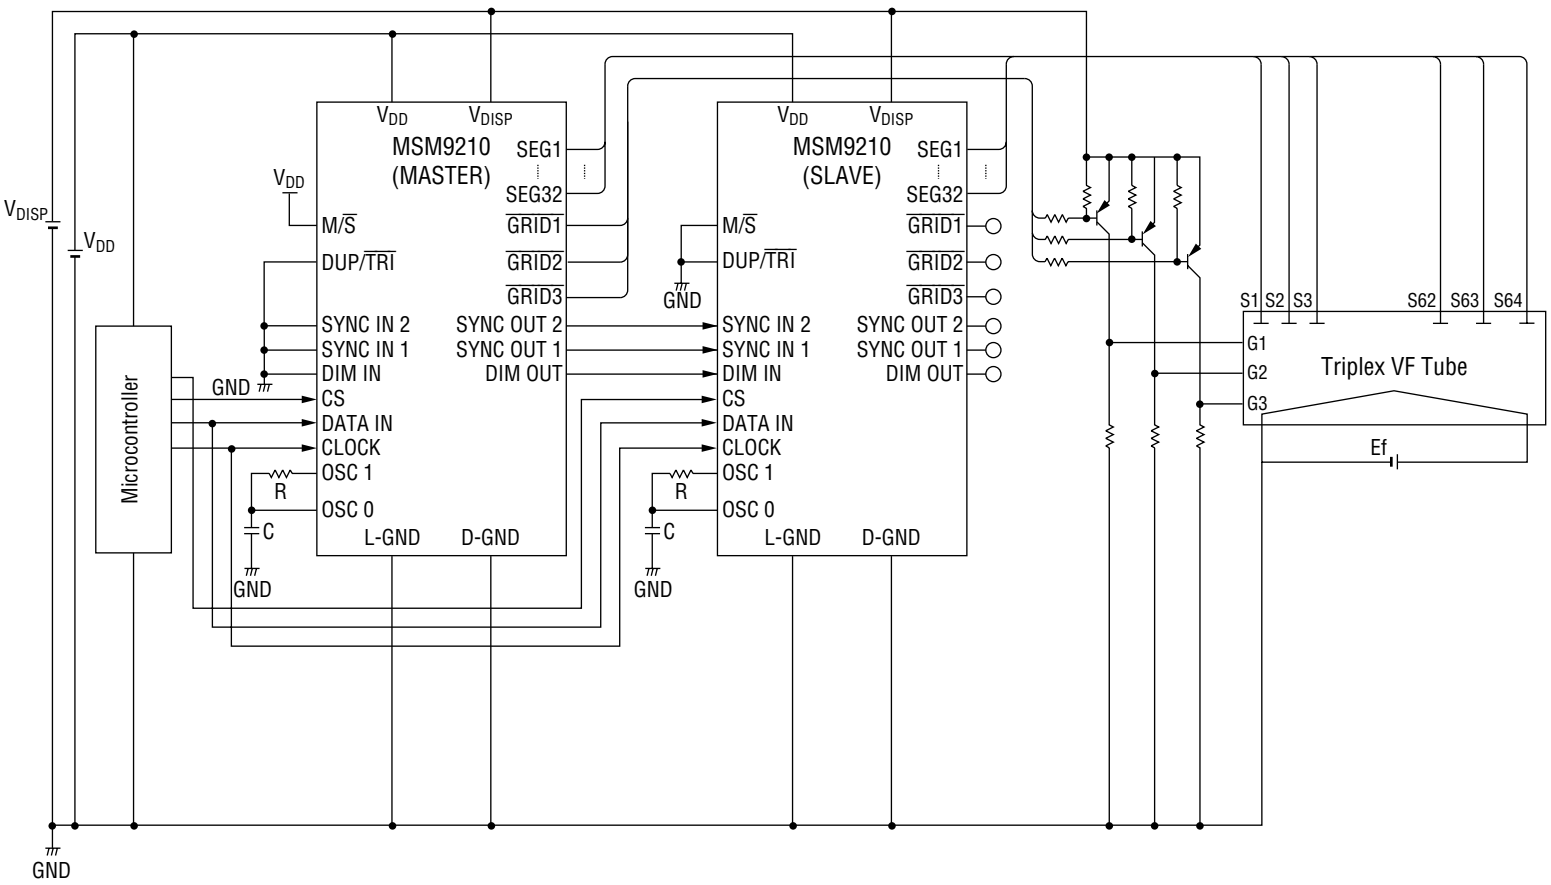 VDD VDISP
MSM9210
(MASTER)
SEG1
SEG32
GRID1
GRID2
GRID3
SYNC OUT 2
SYNC OUT 1
DIM OUT
VDD
M/S
DUP/TRI
SYNC IN 2
SYNC IN 1
DIM IN
CS
DATA IN
CLOCK
OSC 1
OSC 0
L-GND D-GND
VDISP
VDD
Microcontroller
GND
R
C
GND
GND
VDD VDISP
MSM9210
(SLAVE)
SEG1
SEG32
GRID1
GRID2
GRID3
SYNC OUT 2
SYNC OUT 1
DIM OUT
M/S
DUP/TRI
GND
SYNC IN 2
SYNC IN 1
DIM IN
CS
DATA IN
CLOCK
OSC 1
OSC 0
R
C
GND
L-GND D-GND
S1 S2 S3 S62 S63 S64
G1
G2
G3
Triplex VF Tube
Ef